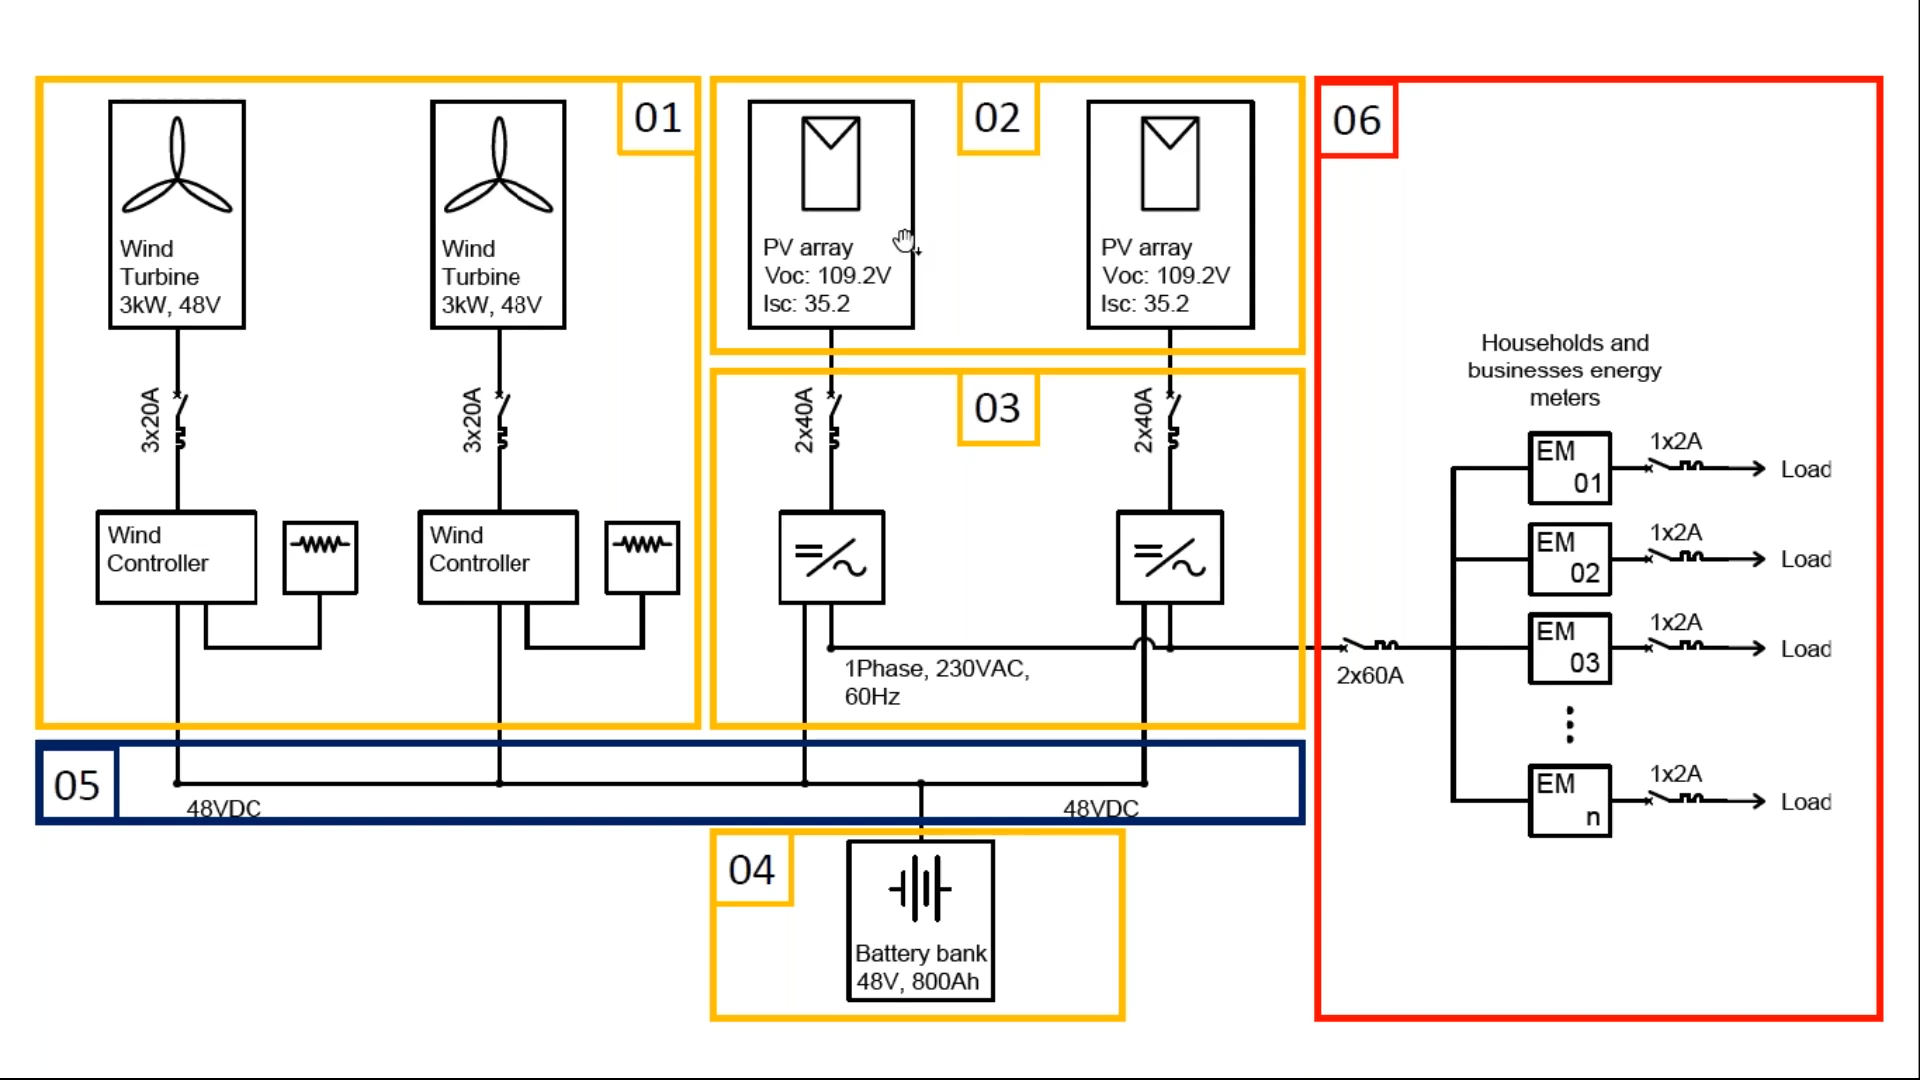 01
Wind
Turbine
3kW, 48V
Wind
Turbine
3kW, 48V
3x20A
3x20A
Wind
Controller
Wind
Controller
02
PV array
Voc: 109.2V
Isc: 35.2
PV array
Voc: 109.2V
Isc: 35.2
03
2x40A
2x40A
1Phase, 230VAC,
60Hz
05
48VDC
48VDC
04
Battery bank
48V, 800Ah
06
Households and
businesses energy
meters
2x60A
EM
01
1x2A
Load
EM
02
1x2A
Load
EM
03
1x2A
Load
EM
n
1x2A
Load